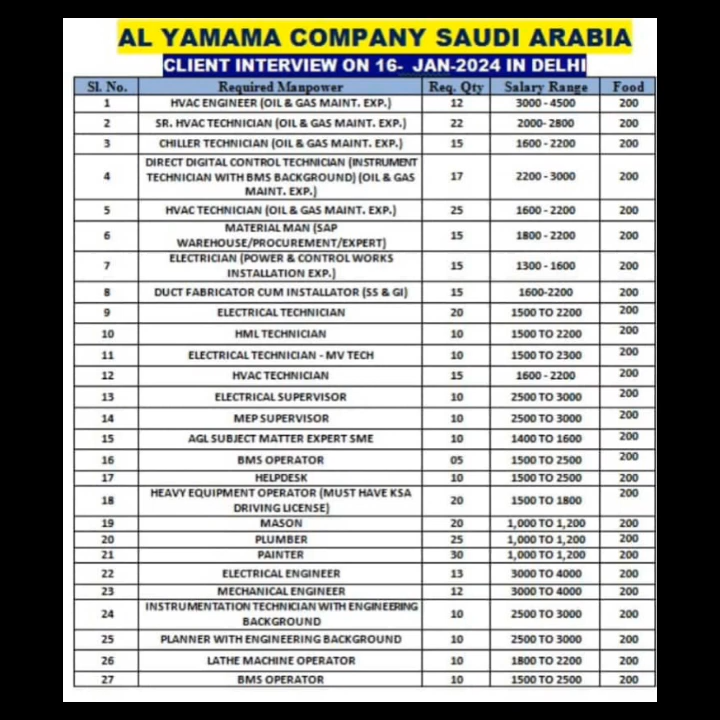 AL YAMAMA COMPANY SAUDI ARABIA
CLIENT INTERVIEW ON 16- JAN-2024 IN DELHI
Sl. No. Required Manpower Req. Qty Salary Range Food
1 HVAC ENGINEER (OIL & GAS MAINT. EXP.) 12 3000 - 4500 200
2 SR. HVAC TECHNICIAN (OIL & GAS MAINT. EXP.) 22 2000- 2800 200
3 CHILLER TECHNICIAN (OIL & GAS MAINT. EXP.) 15 1600 - 2200 200
DIRECT DIGITAL CONTROL TECHNICIAN (INSTRUMENT
4 TECHNICIAN WITH BMS BACKGROUND) (OIL & GAS 17 2200 - 3000 200
MAINT. EXP.)
5 HVAC TECHNICIAN (OIL & GAS MAINT. EXP.) 25 1600 - 2200 200
6 MATERIAL MAN (SAP 15 1800 - 2200 200
WAREHOUSE/PROCUREMENT/EXPERT)
7 ELECTRICIAN (POWER & CONTROL WORKS 15 1300 - 1600 200
INSTALLATION EXP.)
8 DUCT FABRICATOR CUM INSTALLATOR (SS & GI) 15 1600-2200 200
9 ELECTRICAL TECHNICIAN 20 1500 TO 2200 200
10 HML TECHNICIAN 10 1500 TO 2200 200
11 ELECTRICAL TECHNICIAN - MV TECH 10 1500 TO 2300 200
12 HVAC TECHNICIAN 15 1600 - 2200 200
13 ELECTRICAL SUPERVISOR 10 2500 TO 3000 200
14 MEP SUPERVISOR 10 2500 TO 3000 200
15 AGL SUBJECT MATTER EXPERT SME 10 1400 TO 1600 200
16 BMS OPERATOR 05 1500 TO 2500 200
17 HELPDESK 10 1500 TO 2500 200
18 HEAVY EQUIPMENT OPERATOR (MUST HAVE KSA 20 1500 TO 1800 200
DRIVING LICENSE)
19 MASON 20 1,000 TO 1,200 200
20 PLUMBER 25 1,000 TO 1,200 200
21 PAINTER 30 1,000 TO 1,200 200
22 ELECTRICAL ENGINEER 13 3000 TO 4000 200
23 MECHANICAL ENGINEER 12 3000 TO 4000 200
24 INSTRUMENTATION TECHNICIAN WITH ENGINEERING 10 2500 TO 3000 200
BACKGROUND
25 PLANNER WITH ENGINEERING BACKGROUND 10 2500 TO 3000 200
26 LATHE MACHINE OPERATOR 10 1800 TO 2200 200
27 BMS OPERATOR 10 1500 TO 2500 200